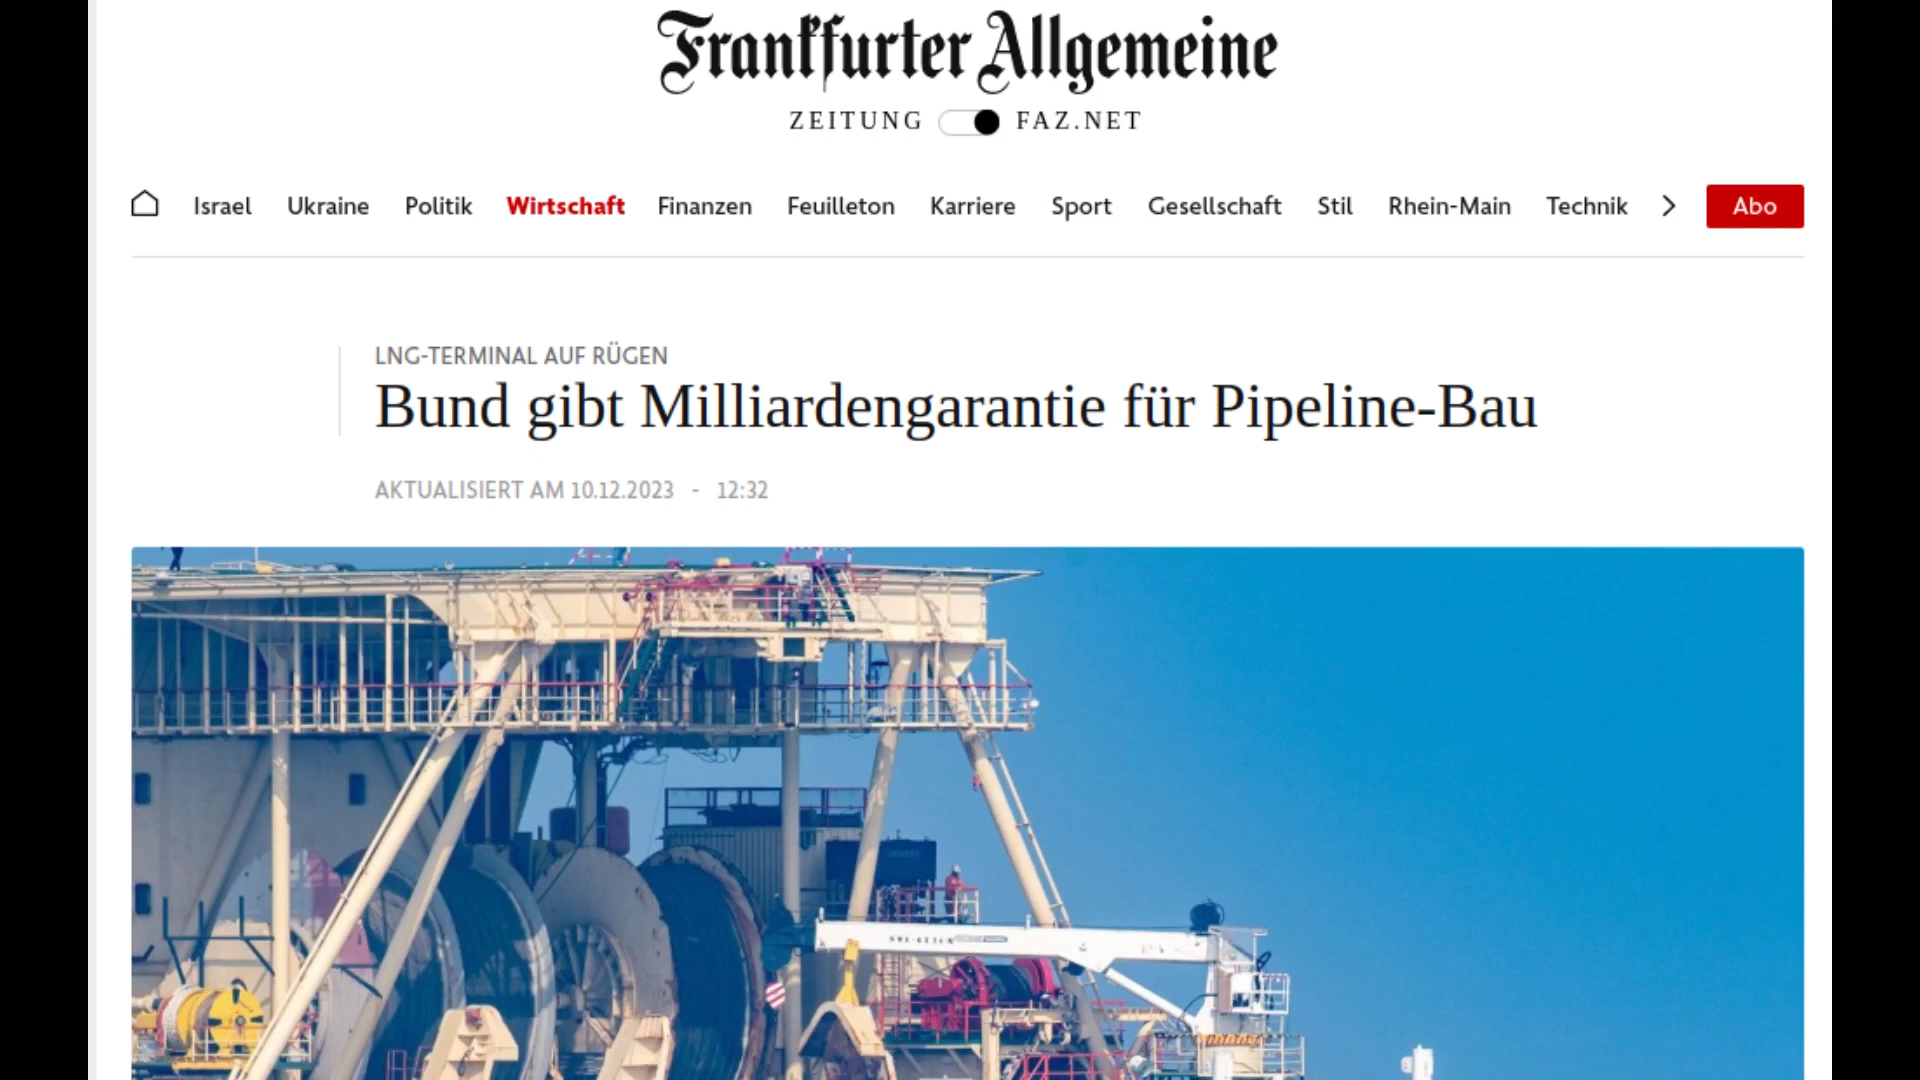 Frankfurter Allgemeine
ZEITUNG FAZ.NET
Israel Ukraine Politik Wirtschaft Finanzen Feuilleton Karriere Sport Gesellschaft Stil Rhein-Main Technik Abo
LNG-TERMINAL AUF RÜGEN
Bund gibt Milliardengarantie für Pipeline-Bau
AKTUALISIERT AM 10.12.2023 - 12:32